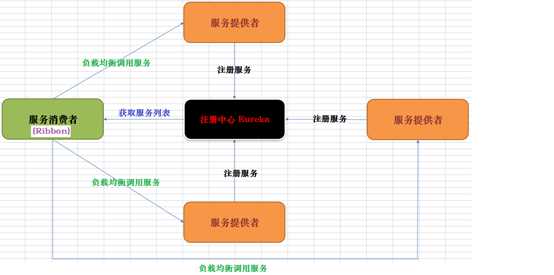 服务提供者
负载均衡调用服务
注册服务
服务消费者
(Ribbon)
获取服务列表
注册中心 Eureka
注册服务
服务提供者
注册服务
负载均衡调用服务
服务提供者
负载均衡调用服务